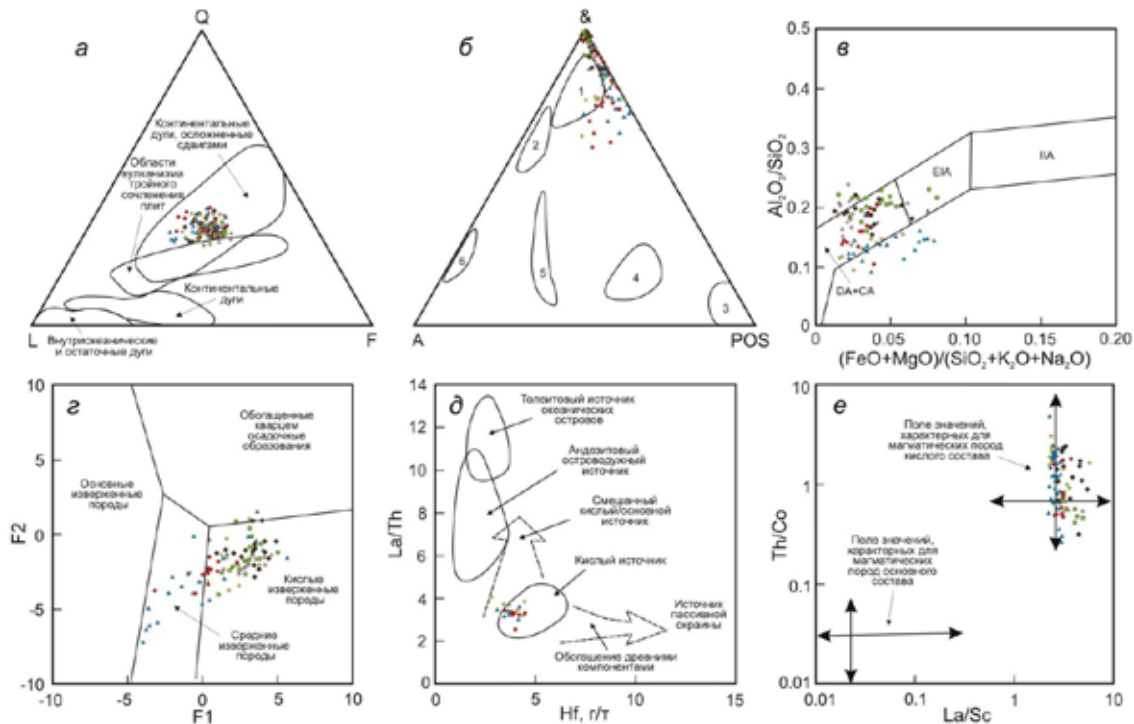 а
Q
Континентальные
дуги, осложненные
сдвигами
Области
вулканизма
тройного
сочленения
плит
Континентальные
дуги
Внутриокеанические
и остаточные дуги
L
F
б
&
1
2
3
4
5
6
A
POS
в
Al₂O₃/SiO₂
0.5
0.4
0.3
0.2
0.1
0
IIA
EIA
DA+CA
0 0.05 0.10 0.15 0.20
(FeO+MgO)/(SiO₂+K₂O+Na₂O)
г
F2
10
5
0
-5
-10
Обогащенные
кварцем
осадочные
образования
Основные
изверженные
породы
Кислые
изверженные
породы
Средние
изверженные
породы
-10 -5 0 5 10
F1
д
La/Th
14
12
10
8
6
4
2
0
Толеитовый источник
океанических
островов
Андезитовый
островодужный
источник
Смешанный
кислый/основной
источник
Кислый источник
Источник
пассивной
окраины
Обогащение древними
компонентами
0 5 10 15
Hf, г/т
е
Th/Co
10
1
0.1
0.01
Поле значений,
характерных для
магматических пород
кислого состава
Поле значений,
характерных для
магматических
пород основного
состава
0.01 0.1 1 10
La/Sc